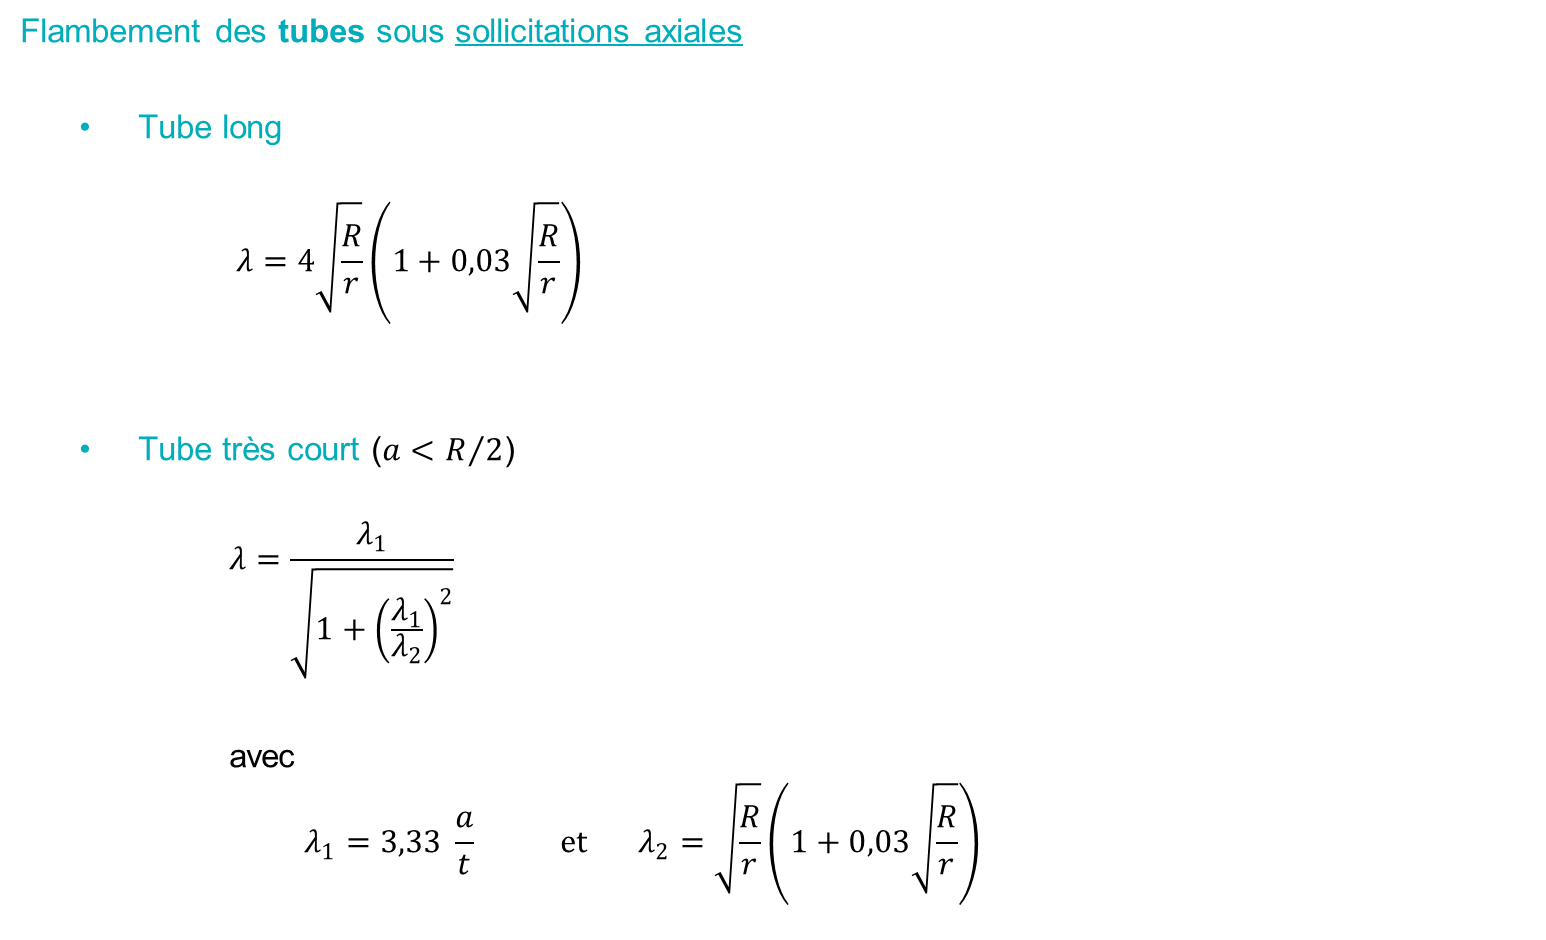 Flambement des tubes sous sollicitations axiales
• Tube long
λ = 4√(R/r) (1 + 0,03√(R/r))
• Tube très court (a < R/2)
λ = λ₁ / √(1 + (λ₁/λ₂)²)
avec
λ₁ = 3,33 a/t et λ₂ = √(R/r) (1 + 0,03√(R/r))